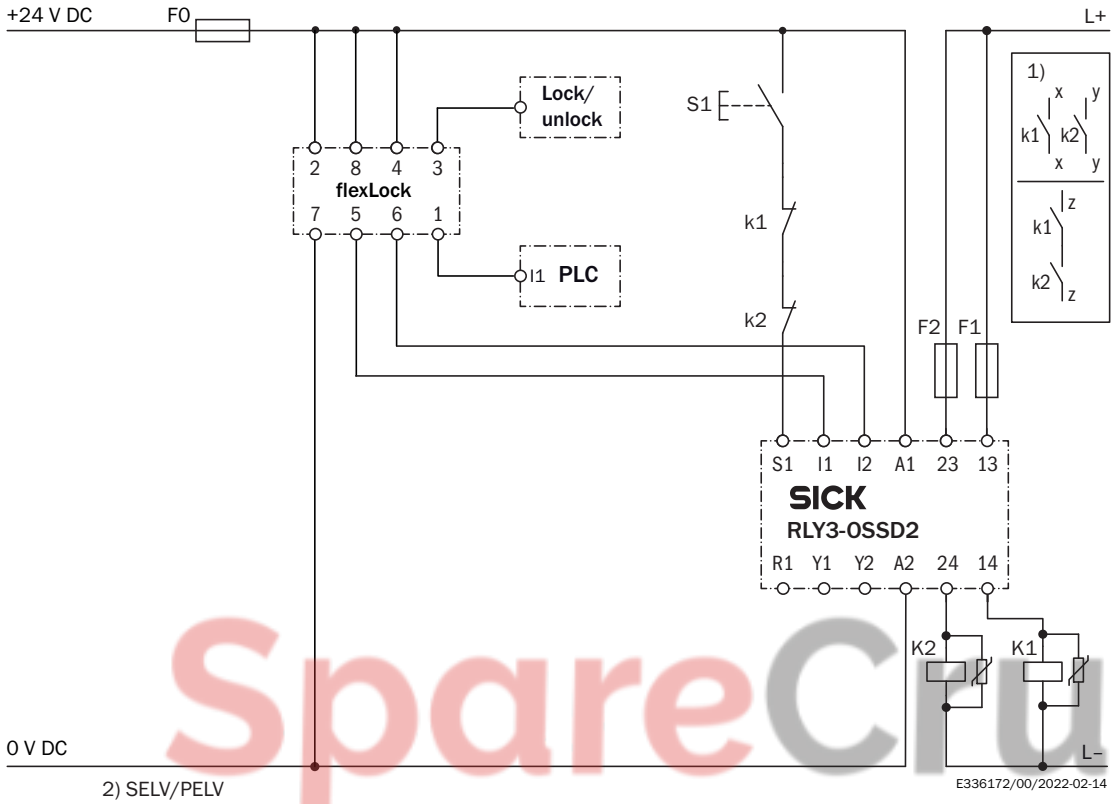 +24 V DC
F0
L+
1)
x
y
k1
k2
x
y
z
k1
k2
z
Lock/
unlock
S1
2 8 4 3
flexLock
7 5 6 1
k1
I1 PLC
k2
F2
F1
S1 I1 I2 A1 23 13
SICK
RLY3-OSSD2
R1 Y1 Y2 A2 24 14
K2
K1
SpareCru
0 V DC
L–
2) SELV/PELV
E336172/00/2022-02-14